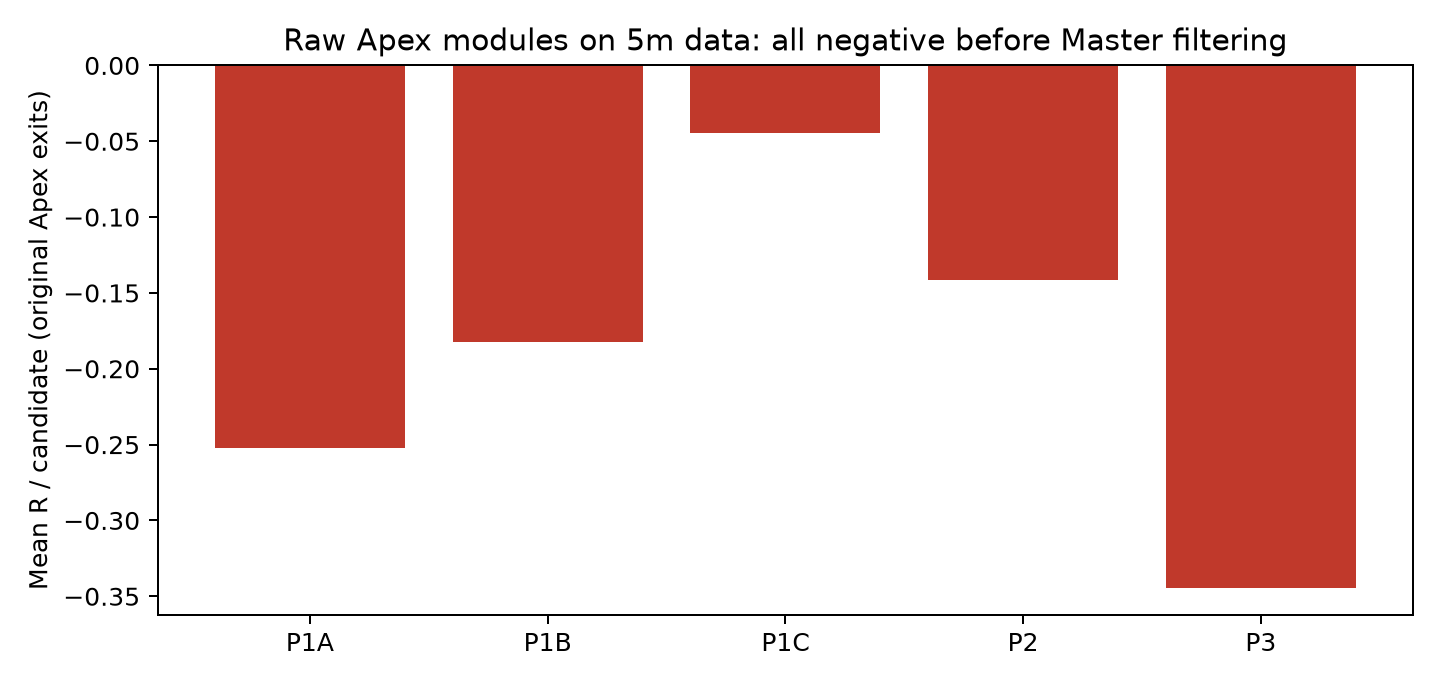 Raw Apex modules on 5m data: all negative before Master filtering
Mean R / candidate (original Apex exits)
0.00
−0.05
−0.10
−0.15
−0.20
−0.25
−0.30
−0.35
P1A P1B P1C P2 P3